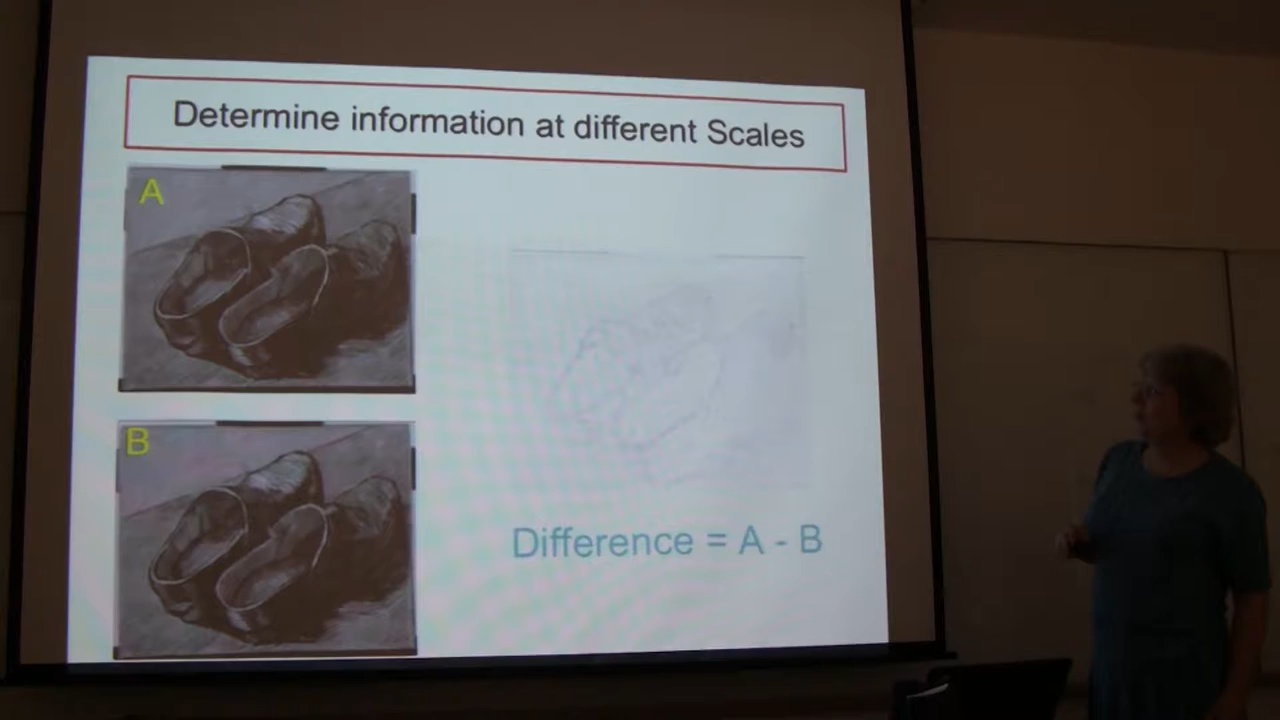 Determine information at different Scales
A
B
Difference = A - B